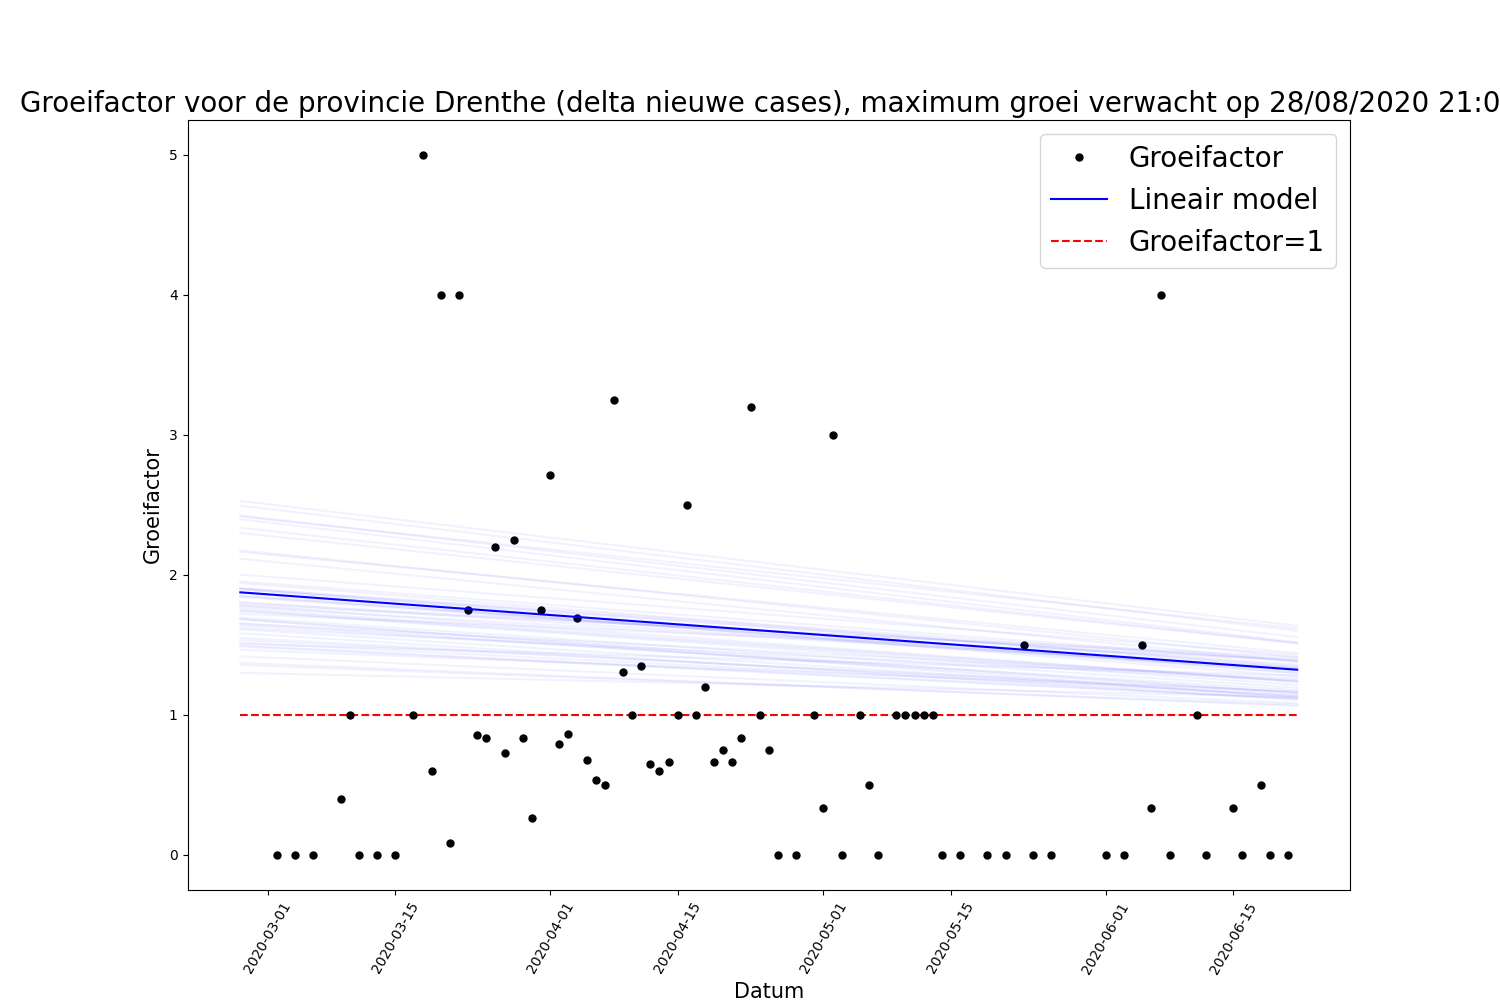 Groeifactor voor de provincie Drenthe (delta nieuwe cases), maximum groei verwacht op 28/08/2020 21:0
Groeifactor
Lineair model
Groeifactor=1
5
4
3
2
1
0
Groeifactor
2020-03-01
2020-03-15
2020-04-01
2020-04-15
2020-05-01
2020-05-15
2020-06-01
2020-06-15
Datum